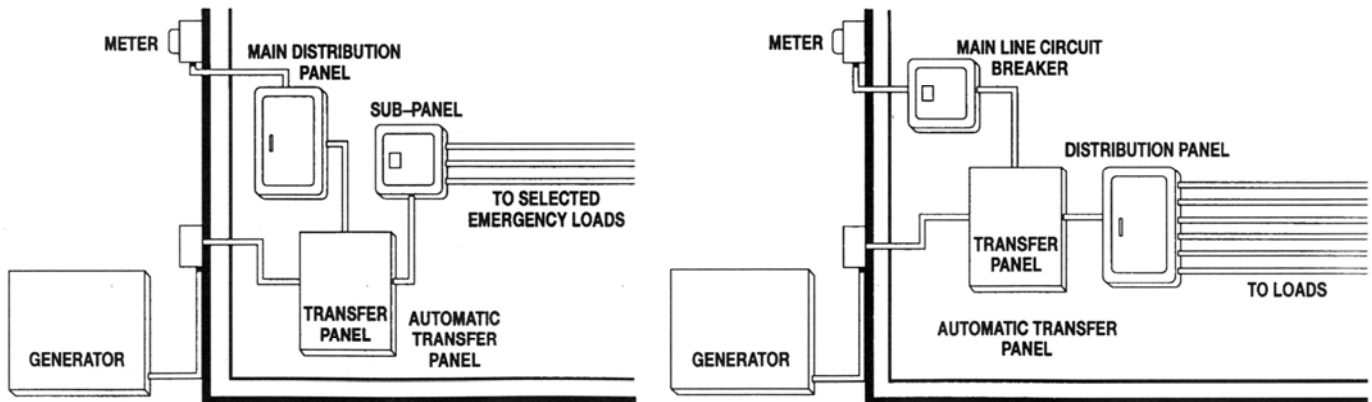 METER
MAIN DISTRIBUTION
PANEL
SUB–PANEL
TO SELECTED
EMERGENCY LOADS
TRANSFER
PANEL
AUTOMATIC
TRANSFER
PANEL
GENERATOR
METER
MAIN LINE CIRCUIT
BREAKER
DISTRIBUTION PANEL
TRANSFER
PANEL
TO LOADS
AUTOMATIC TRANSFER
PANEL
GENERATOR